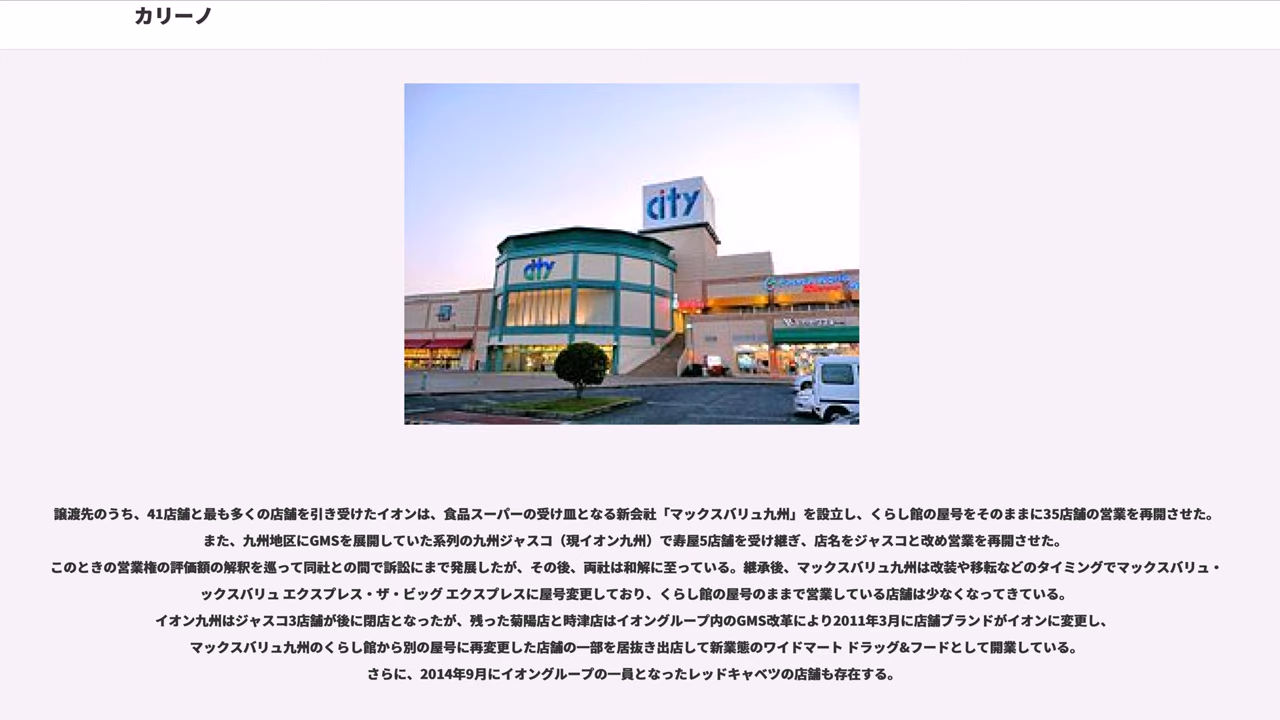 カリーノ
city
city
譲渡先のうち、41店舗と最も多くの店舗を引き受けたイオンは、食品スーパーの受け皿となる新会社「マックスバリュ九州」を設立し、くらし館の屋号をそのままに35店舗の営業を再開させた。
また、九州地区にGMSを展開していた系列の九州ジャスコ（現イオン九州）で寿屋5店舗を受け継ぎ、店名をジャスコと改め営業を再開させた。
このときの営業権の評価額の解釈を巡って同社との間で訴訟にまで発展したが、その後、両社は和解に至っている。継承後、マックスバリュ九州は改装や移転などのタイミングでマックスバリュ・
ックスバリュ エクスプレス・ザ・ビッグ エクスプレスに屋号変更しており、くらし館の屋号のままで営業している店舗は少なくなってきている。
イオン九州はジャスコ3店舗が後に閉店となったが、残った菊陽店と時津店はイオングループ内のGMS改革により2011年3月に店舗ブランドがイオンに変更し、
マックスバリュ九州のくらし館から別の屋号に再変更した店舗の一部を居抜き出店して新業態のワイドマート ドラッグ&フードとして開業している。
さらに、2014年9月にイオングループの一員となったレッドキャベツの店舗も存在する。